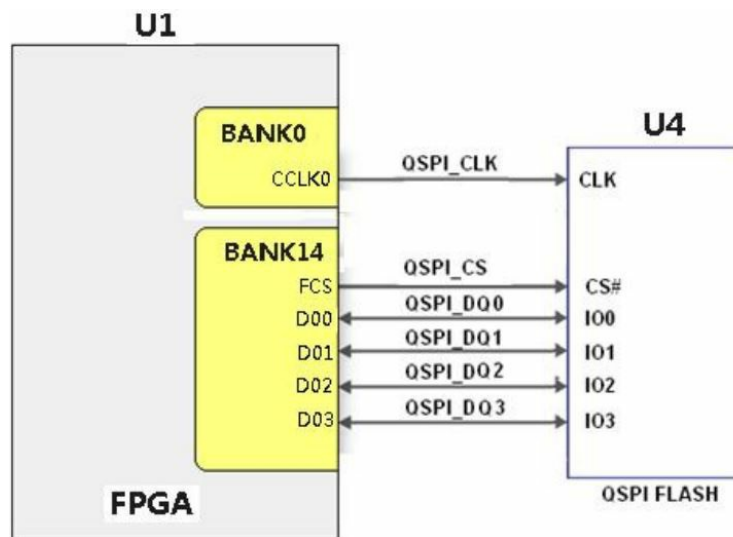 U1
U4
BANK0
CCLK0
QSPI_CLK
CLK
BANK14
FCS
QSPI_CS
CS#
D00
QSPI_DQ0
IO0
D01
QSPI_DQ1
IO1
D02
QSPI_DQ2
IO2
D03
QSPI_DQ3
IO3
FPGA
QSPI FLASH